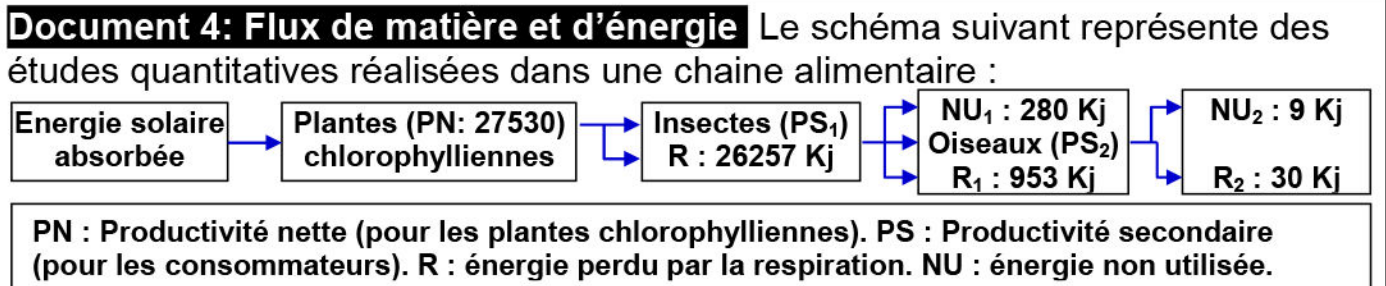 Document 4: Flux de matière et d’énergie Le schéma suivant représente des
études quantitatives réalisées dans une chaine alimentaire :
Energie solaire
absorbée
Plantes (PN: 27530)
chlorophylliennes
Insectes (PS₁)
R : 26257 Kj
NU₁ : 280 Kj
Oiseaux (PS₂)
R₁ : 953 Kj
NU₂ : 9 Kj
R₂ : 30 Kj
PN : Productivité nette (pour les plantes chlorophylliennes). PS : Productivité secondaire
(pour les consommateurs). R : énergie perdu par la respiration. NU : énergie non utilisée.